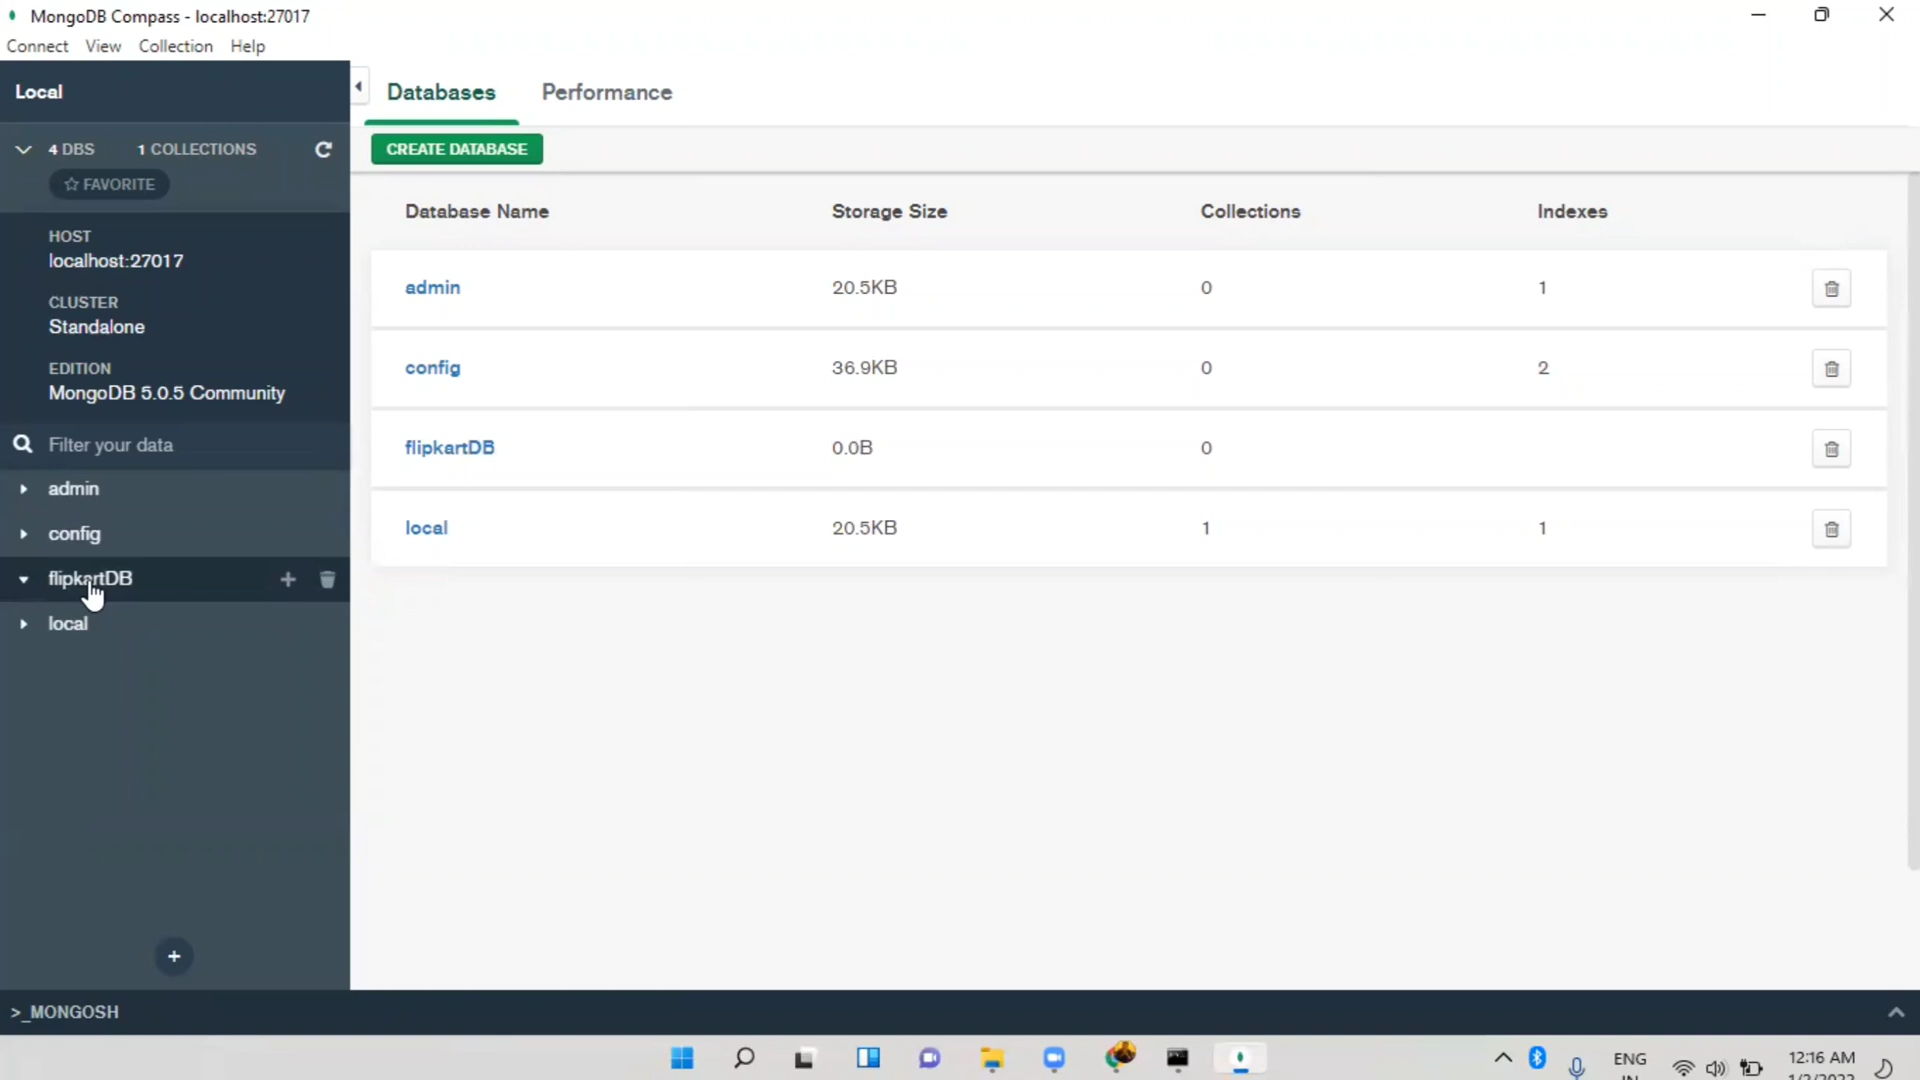 MongoDB Compass - localhost:27017
Connect View Collection Help
Local
Databases Performance
4 DBS 1 COLLECTIONS
CREATE DATABASE
FAVORITE
Database Name Storage Size Collections Indexes
HOST
localhost:27017
admin 20.5KB 0 1
CLUSTER
Standalone
EDITION
MongoDB 5.0.5 Community
config 36.9KB 0 2
Filter your data
flipkartDB 0.0B 0
admin
config
local 20.5KB 1 1
flipkartDB
local
>_MONGOSH
ENG
12:16 AM